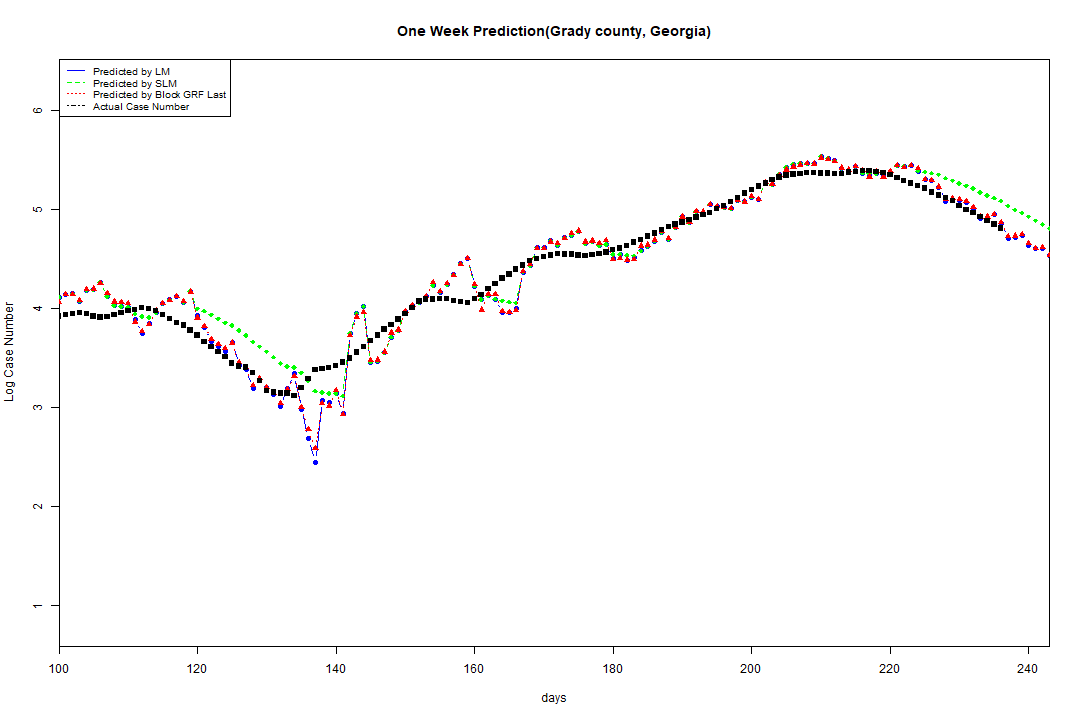 One Week Prediction(Grady county, Georgia)
Predicted by LM
Predicted by SLM
Predicted by Block GRF Last
Actual Case Number
6
5
4
3
2
1
Log Case Number
100 120 140 160 180 200 220 240
days